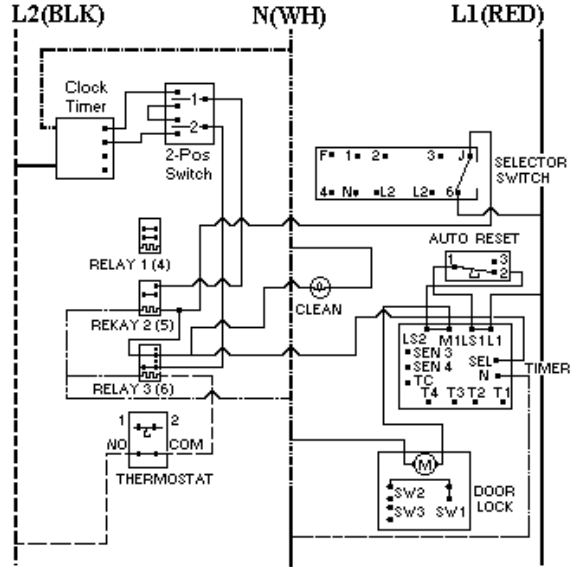 L2(BLK) N(WH) L1(RED)
Clock
Timer
1
2
2-Pos
Switch
F 1 2 3 J
4 N L2 L2 6
SELECTOR
SWITCH
RELAY 1 (4)
AUTO RESET
1 3
2
CLEAN
REKAY 2 (5)
LS2 M1 LS1 L1
SEN 3
SEL
SEN 4
N
TIMER
TC
T4 T3 T2 T1
RELAY 3 (6)
1 2
NO COM
THERMOSTAT
M
SW2
SW3 SW1
DOOR
LOCK